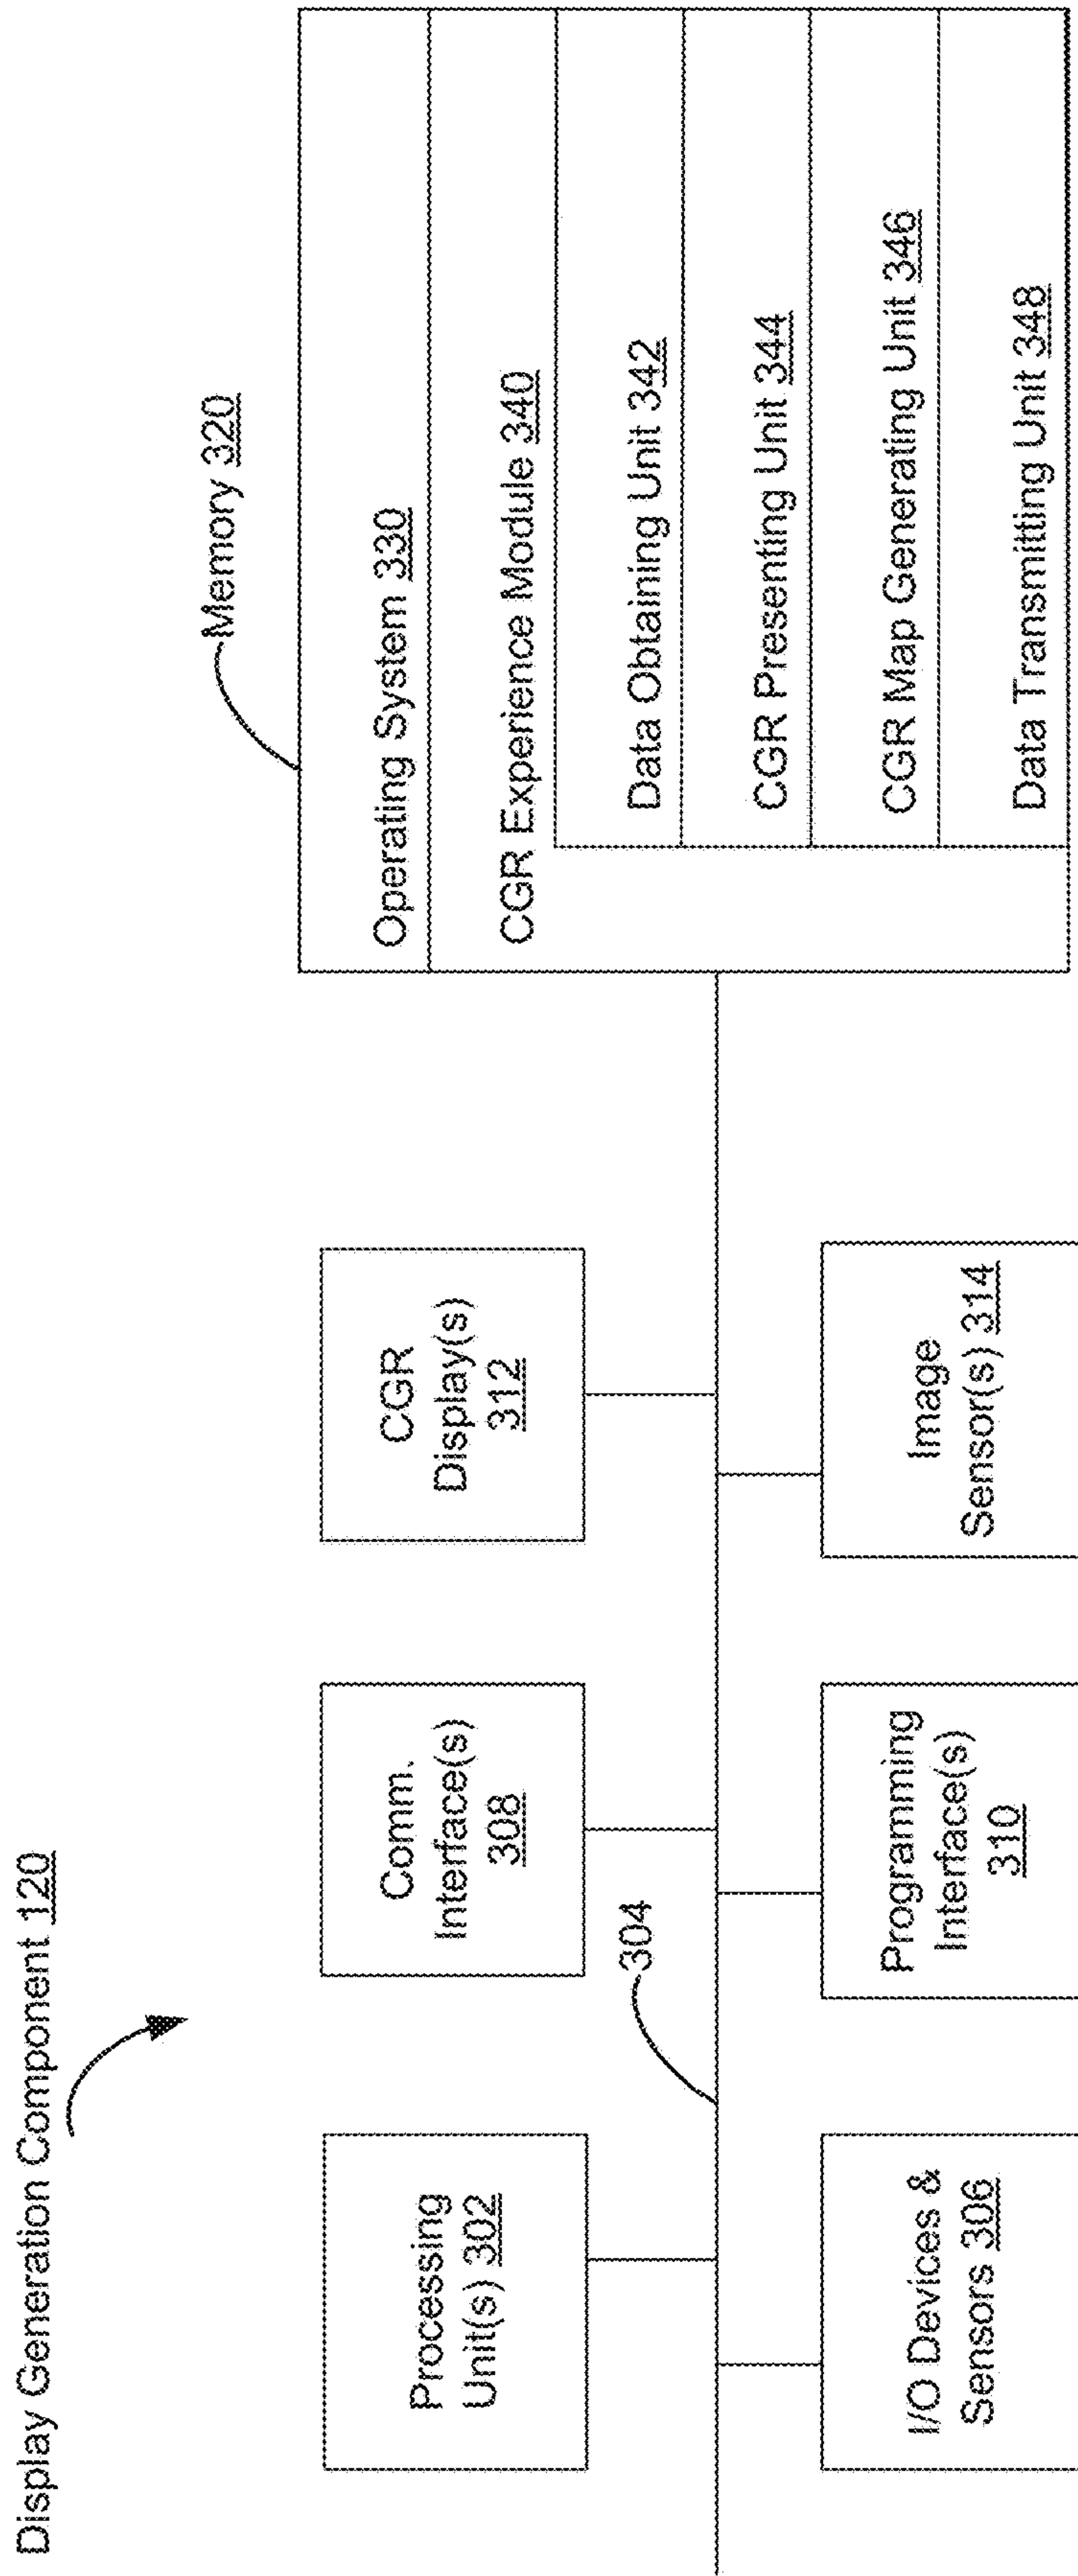 Display Generation Component 120
Processing
Unit(s) 302
Comm.
Interface(s)
308
CGR
Display(s)
312
304
I/O Devices &
Sensors 306
Programming
Interface(s)
310
Image
Sensor(s) 314
Memory 320
Operating System 330
CGR Experience Module 340
Data Obtaining Unit 342
CGR Presenting Unit 344
CGR Map Generating Unit 346
Data Transmitting Unit 348